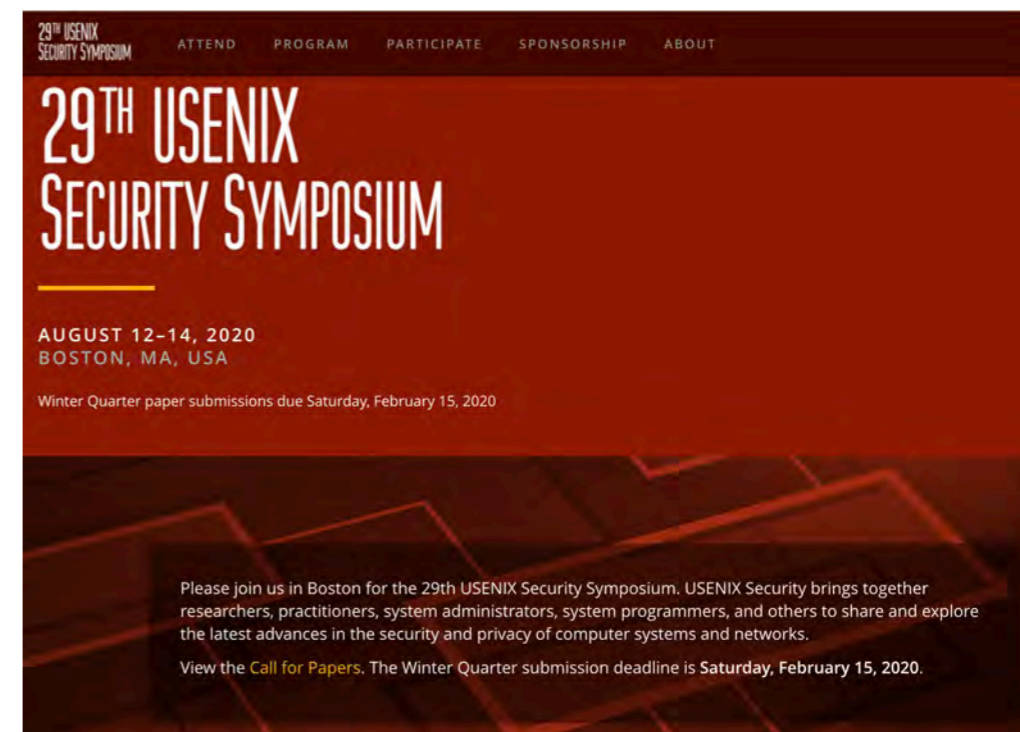 29TH USENIX
SECURITY SYMPOSIUM
ATTEND PROGRAM PARTICIPATE SPONSORSHIP ABOUT
29TH USENIX
SECURITY SYMPOSIUM
AUGUST 12–14, 2020
BOSTON, MA, USA
Winter Quarter paper submissions due Saturday, February 15, 2020
Please join us in Boston for the 29th USENIX Security Symposium. USENIX Security brings together
researchers, practitioners, system administrators, system programmers, and others to share and explore
the latest advances in the security and privacy of computer systems and networks.
View the Call for Papers. The Winter Quarter submission deadline is Saturday, February 15, 2020.